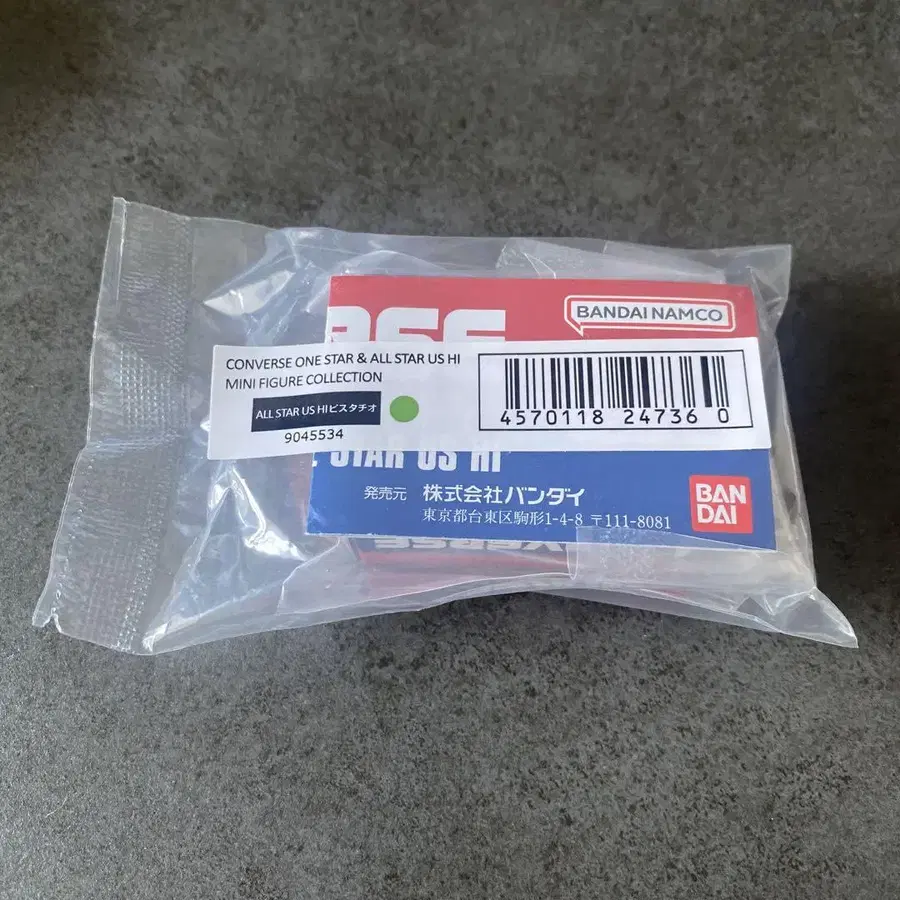 BANDAI NAMCO
CONVERSE ONE STAR & ALL STAR US HI
MINI FIGURE COLLECTION
ALL STAR US HIピスタチオ
9045534
4570118 24736 0
STAR US HI
発売元 株式会社バンダイ
東京都台東区駒形1-4-8 〒111-8081
BAN
DAI